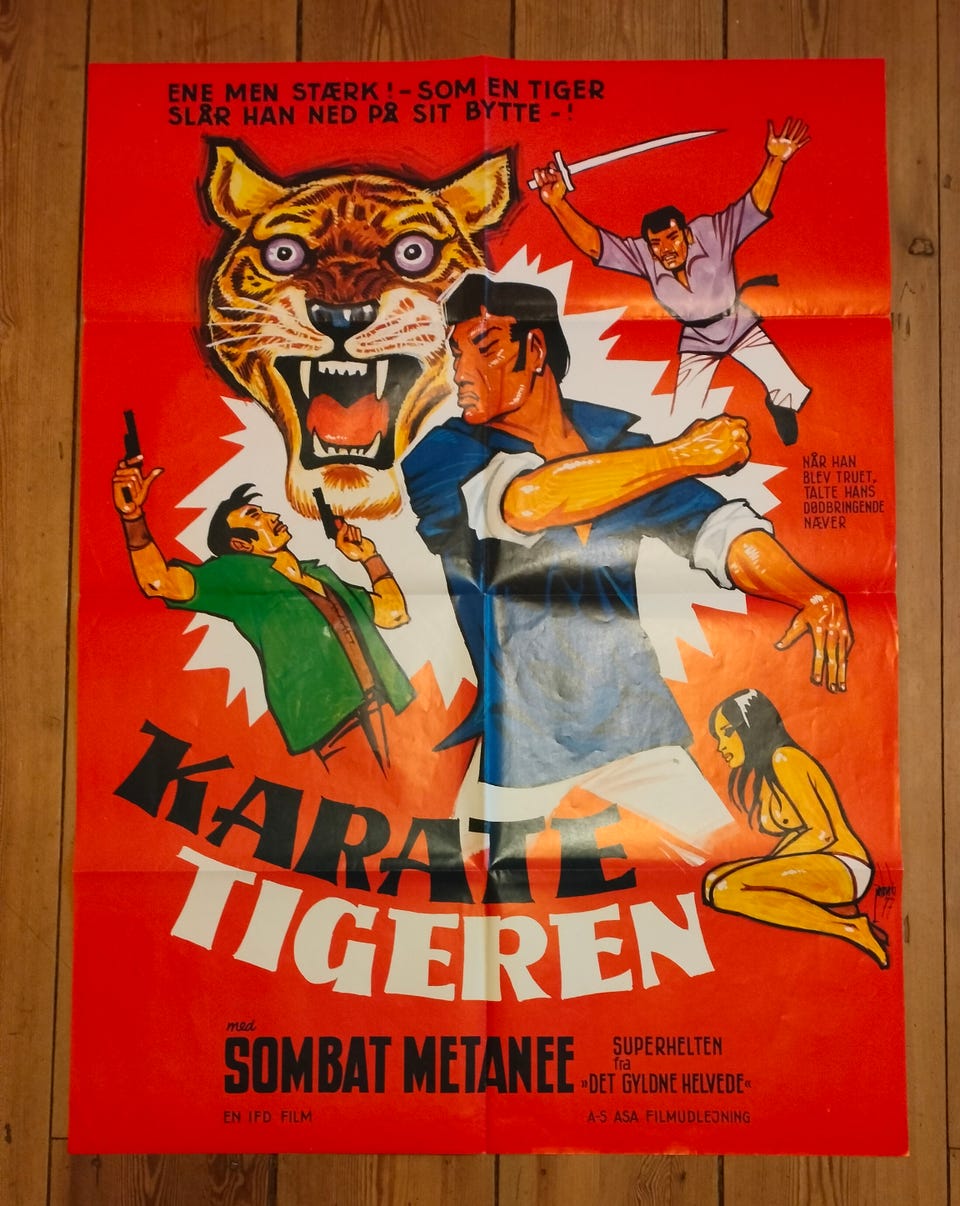 ENE MEN STÆRK! - SOM EN TIGER
SLÅR HAN NED PÅ SIT BYTTE - !
NÅR HAN
BLEV TRUET,
TALTE HANS
DØDBRINGENDE
NÆVER
KARATE
TIGEREN
med
SOMBAT METANEE
SUPERHELTEN
fra
»DET GYLDNE HELVEDE«
EN IFD FILM
A-S ASA FILMUDLEJNING
77